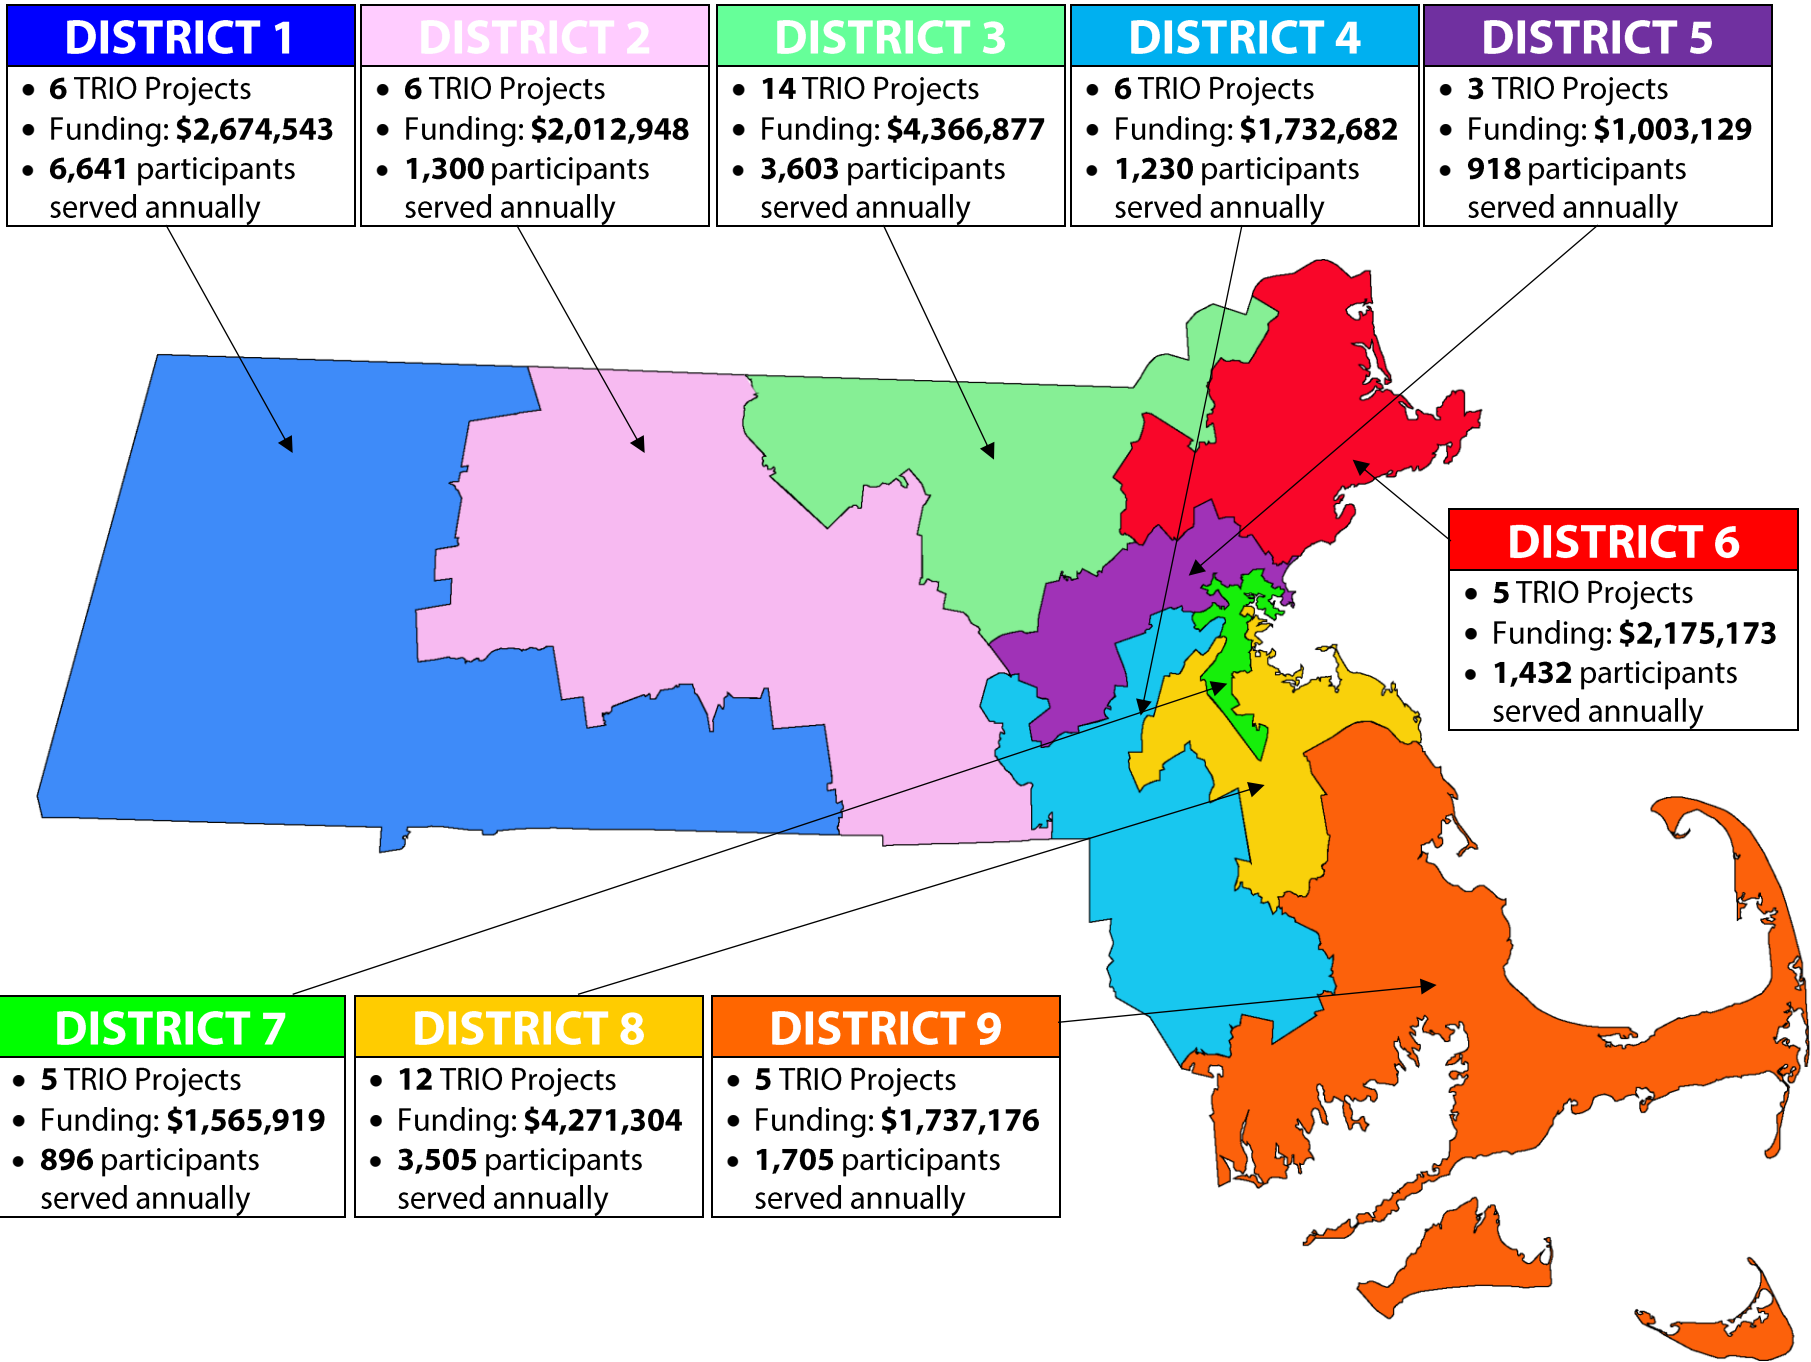 DISTRICT 1
• 6 TRIO Projects
• Funding: $2,674,543
• 6,641 participants
served annually
DISTRICT 2
• 6 TRIO Projects
• Funding: $2,012,948
• 1,300 participants
served annually
DISTRICT 3
• 14 TRIO Projects
• Funding: $4,366,877
• 3,603 participants
served annually
DISTRICT 4
• 6 TRIO Projects
• Funding: $1,732,682
• 1,230 participants
served annually
DISTRICT 5
• 3 TRIO Projects
• Funding: $1,003,129
• 918 participants
served annually
DISTRICT 6
• 5 TRIO Projects
• Funding: $2,175,173
• 1,432 participants
served annually
DISTRICT 7
• 5 TRIO Projects
• Funding: $1,565,919
• 896 participants
served annually
DISTRICT 8
• 12 TRIO Projects
• Funding: $4,271,304
• 3,505 participants
served annually
DISTRICT 9
• 5 TRIO Projects
• Funding: $1,737,176
• 1,705 participants
served annually